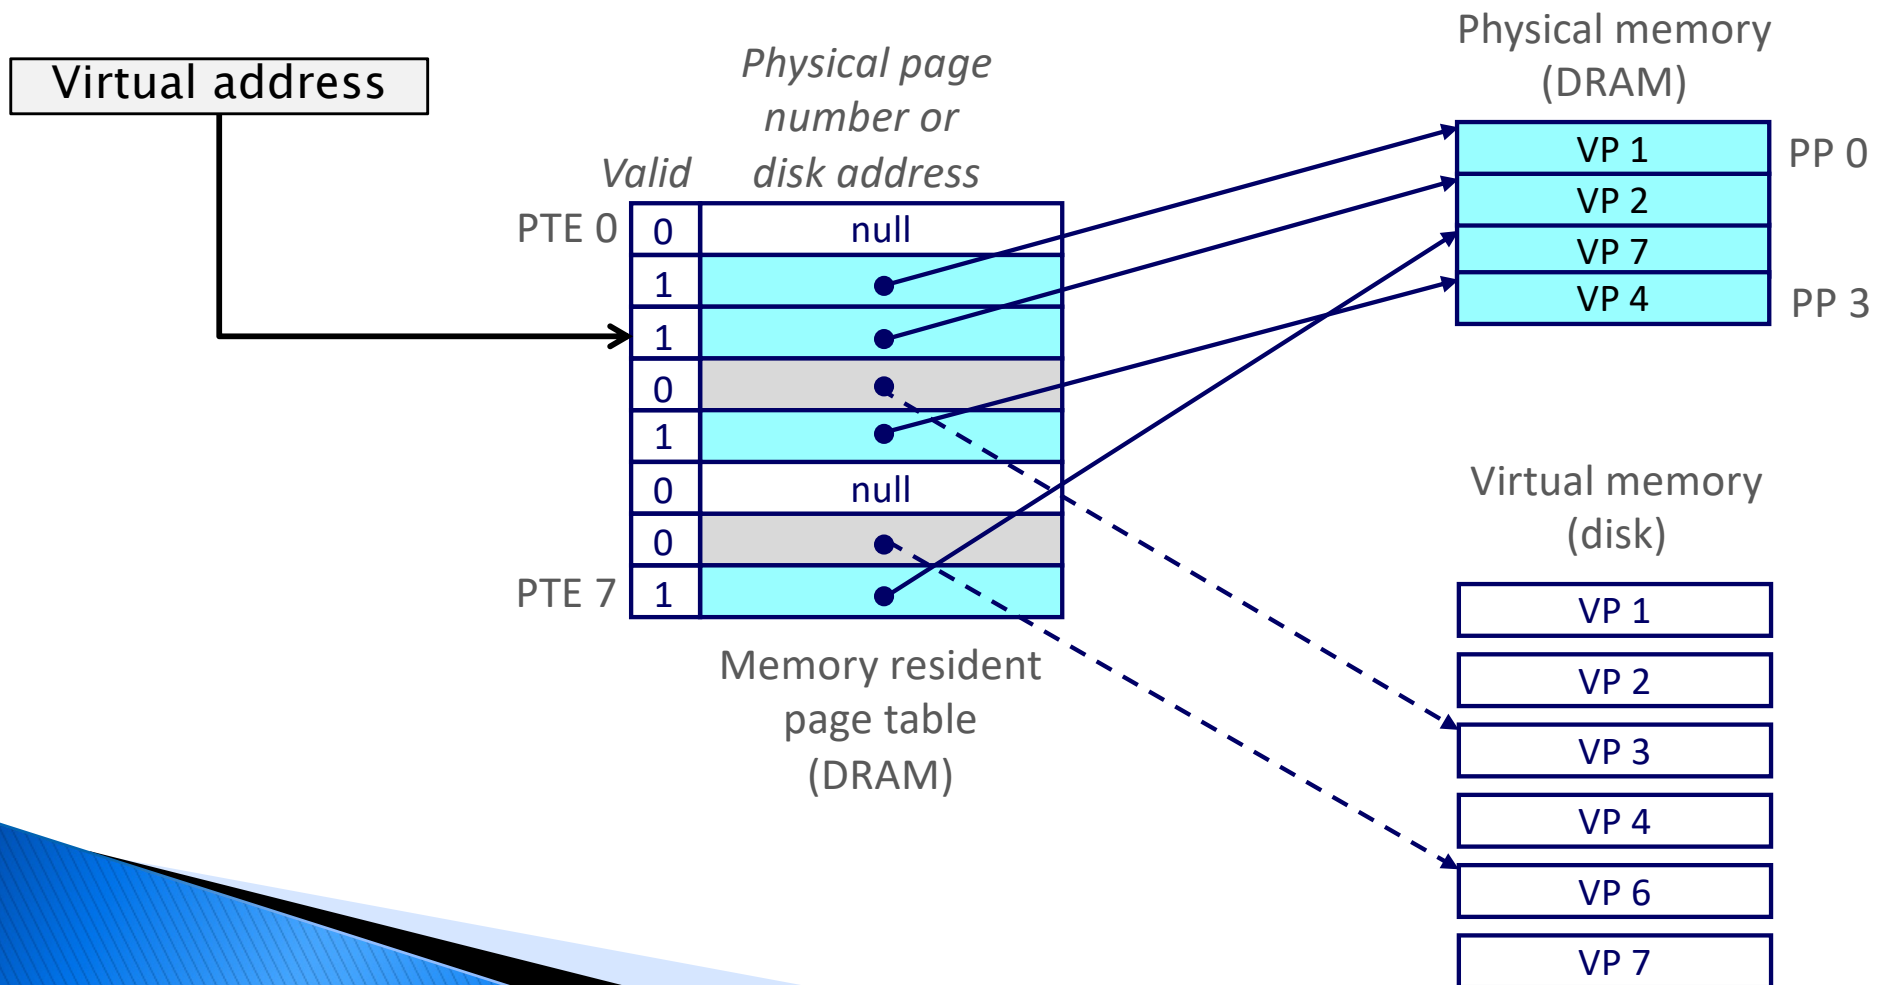 Virtual address
Physical page
number or
disk address
Valid
PTE 0
0
null
1
1
0
1
0
null
0
PTE 7
1
Memory resident
page table
(DRAM)
Physical memory
(DRAM)
VP 1
PP 0
VP 2
VP 7
VP 4
PP 3
Virtual memory
(disk)
VP 1
VP 2
VP 3
VP 4
VP 6
VP 7